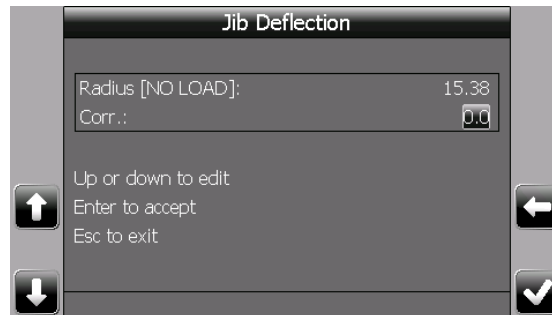 Jib Deflection
Radius [NO LOAD]: 15.38
Corr.: 0.0
Up or down to edit
Enter to accept
Esc to exit